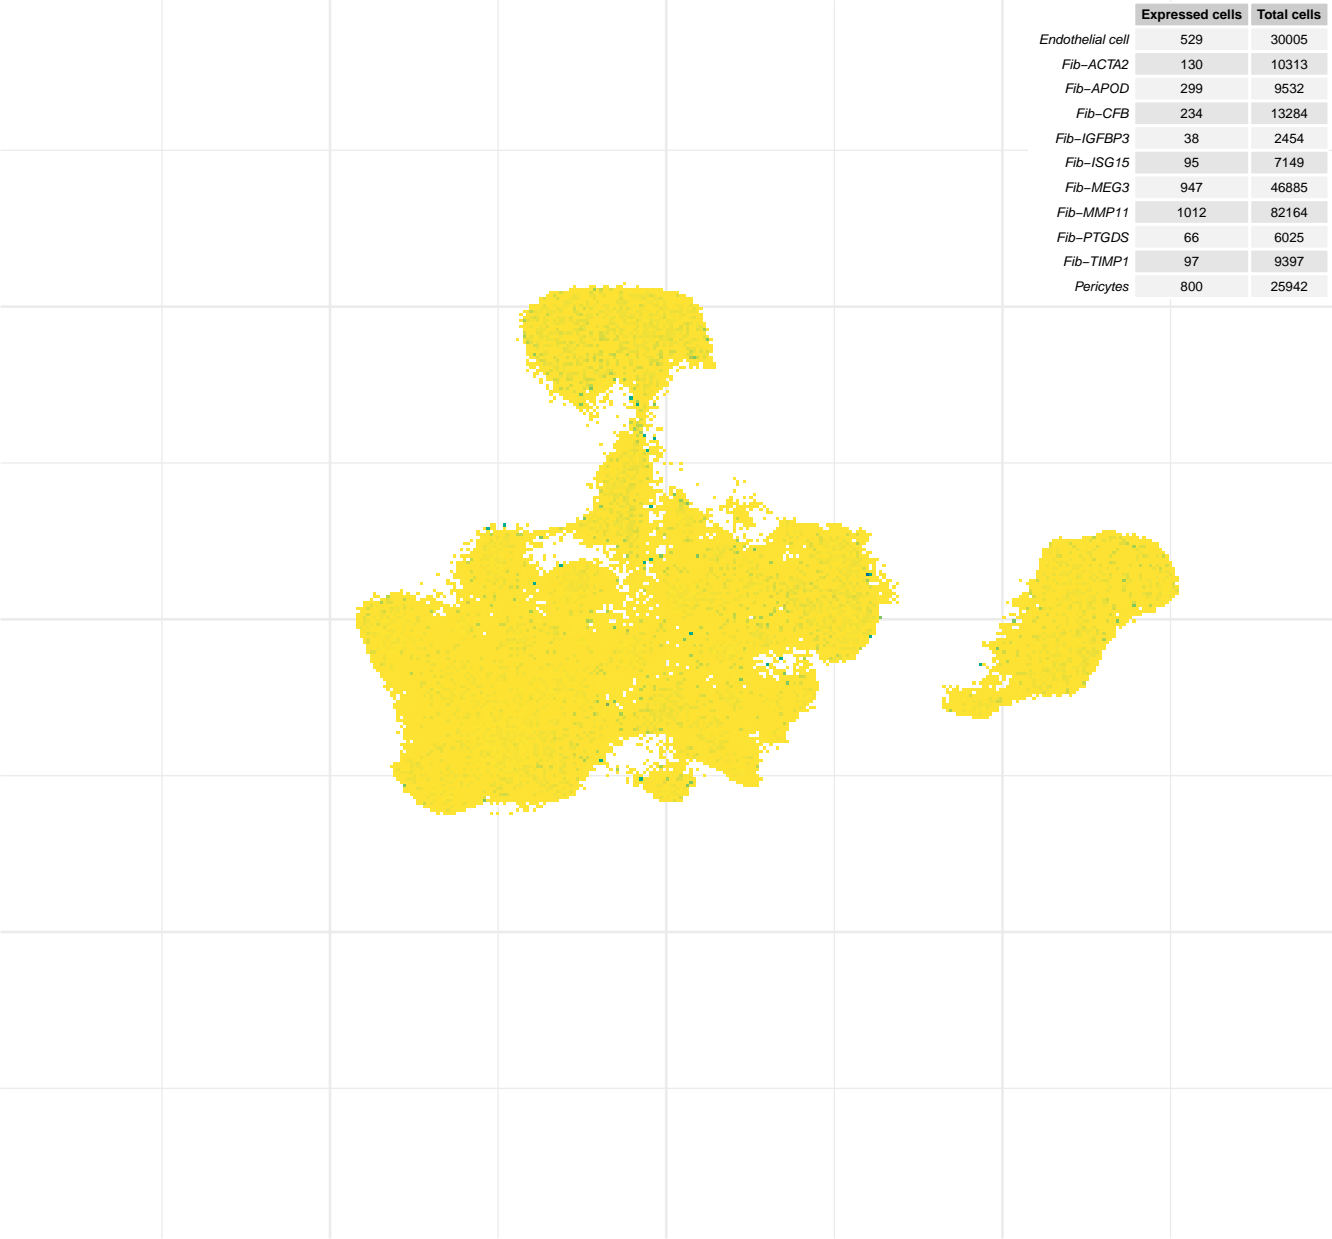 Expressed cells Total cells
Endothelial cell 529 30005
Fib−ACTA2 130 10313
Fib−APOD 299 9532
Fib−CFB 234 13284
Fib−IGFBP3 38 2454
Fib−ISG15 95 7149
Fib−MEG3 947 46885
Fib−MMP11 1012 82164
Fib−PTGDS 66 6025
Fib−TIMP1 97 9397
Pericytes 800 25942